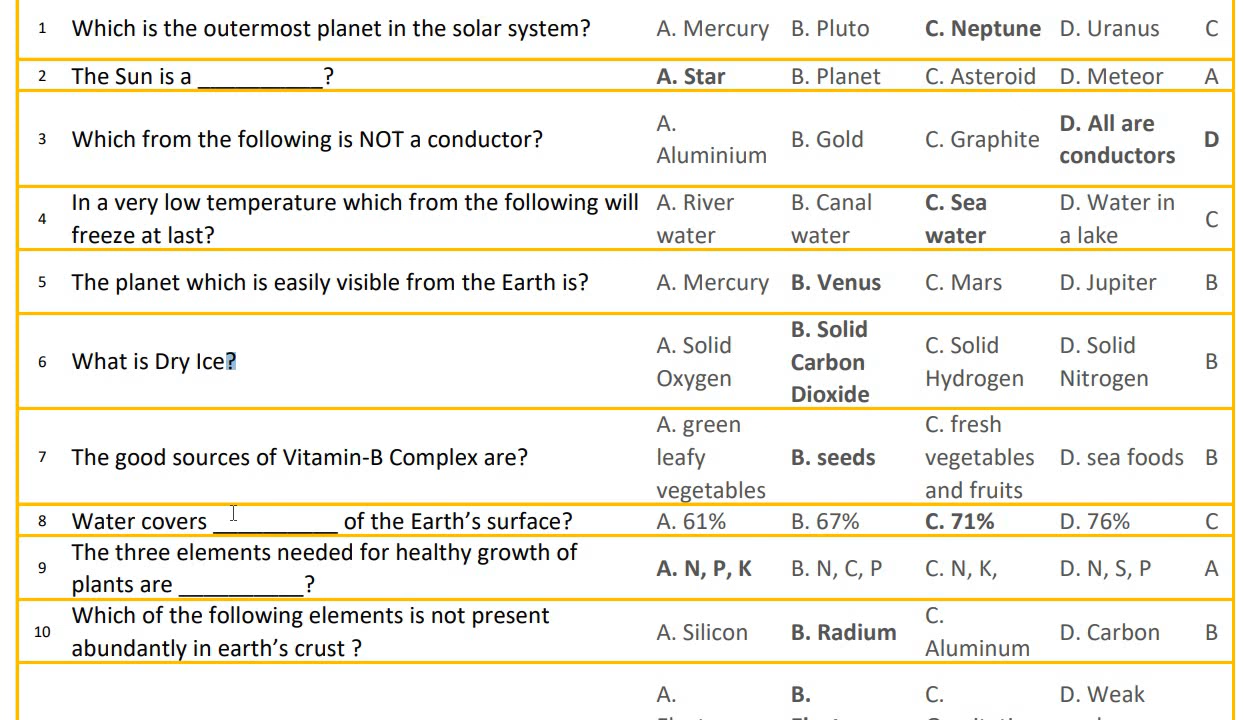 1 Which is the outermost planet in the solar system? A. Mercury B. Pluto C. Neptune D. Uranus C
2 The Sun is a __________? A. Star B. Planet C. Asteroid D. Meteor A
3 Which from the following is NOT a conductor? A. Aluminium B. Gold C. Graphite D. All are conductors D
4 In a very low temperature which from the following will freeze at last? A. River water B. Canal water C. Sea water D. Water in a lake C
5 The planet which is easily visible from the Earth is? A. Mercury B. Venus C. Mars D. Jupiter B
6 What is Dry Ice? A. Solid Oxygen B. Solid Carbon Dioxide C. Solid Hydrogen D. Solid Nitrogen B
7 The good sources of Vitamin-B Complex are? A. green leafy vegetables B. seeds C. fresh vegetables and fruits D. sea foods B
8 Water covers __________ of the Earth’s surface? A. 61% B. 67% C. 71% D. 76% C
9 The three elements needed for healthy growth of plants are __________? A. N, P, K B. N, C, P C. N, K, D. N, S, P A
10 Which of the following elements is not present abundantly in earth’s crust ? A. Silicon B. Radium C. Aluminum D. Carbon B
A. B. C. D. Weak